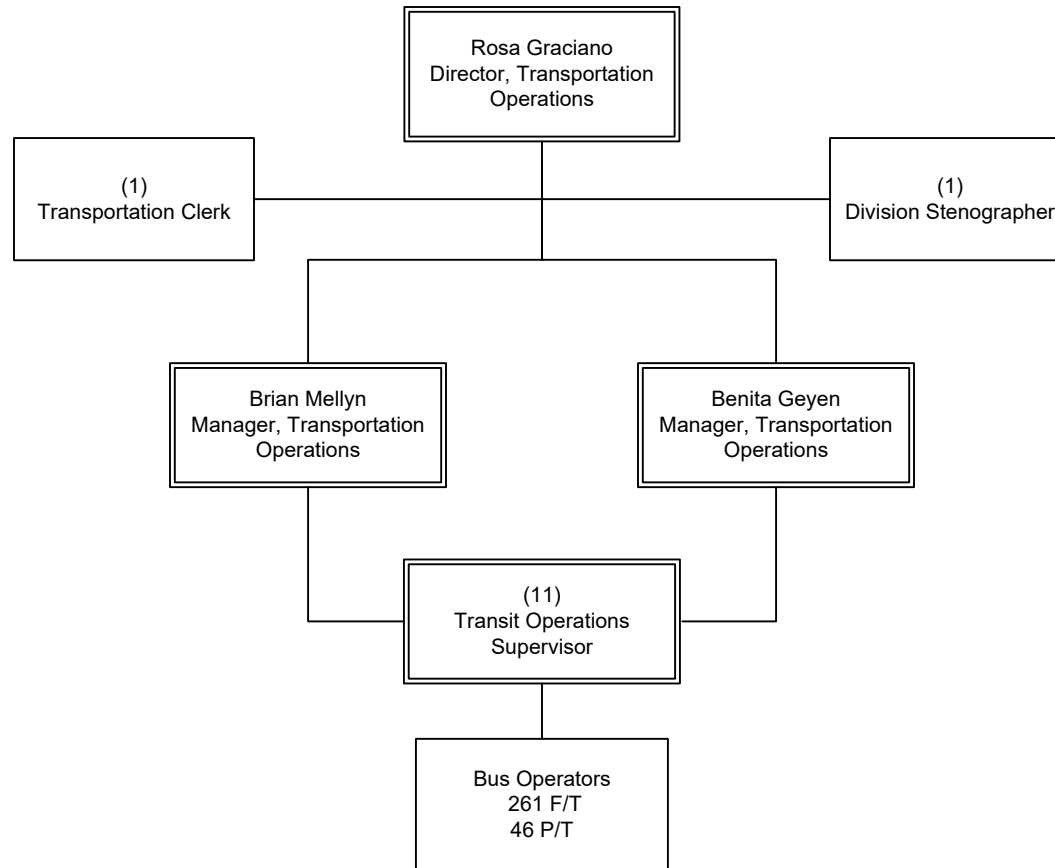 Rosa Graciano
Director, Transportation
Operations
(1)
Transportation Clerk
(1)
Division Stenographer
Brian Mellyn
Manager, Transportation
Operations
Benita Geyen
Manager, Transportation
Operations
(11)
Transit Operations
Supervisor
Bus Operators
261 F/T
46 P/T